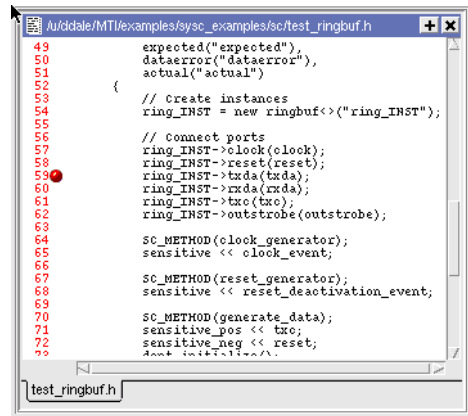 /u/ddale/MTI/examples/sysc_examples/sc/test_ringbuf.h
49 expected("expected"),
50 dataerror("dataerror"),
51 actual("actual")
52 {
53 // Create instances
54 ring_INST = new ringbuf<>("ring_INST");
55
56 // Connect ports
57 ring_INST->clock(clock);
58 ring_INST->reset(reset);
59 ring_INST->txda(txda);
60 ring_INST->rxda(rxda);
61 ring_INST->txc(txc);
62 ring_INST->outstrobe(outstrobe);
63
64 SC_METHOD(clock_generator);
65 sensitive << clock_event;
66
67 SC_METHOD(reset_generator);
68 sensitive << reset_deactivation_event;
69
70 SC_METHOD(generate_data);
71 sensitive_pos << txc;
72 sensitive_neg << reset;
73 dont_initialize();
test_ringbuf.h